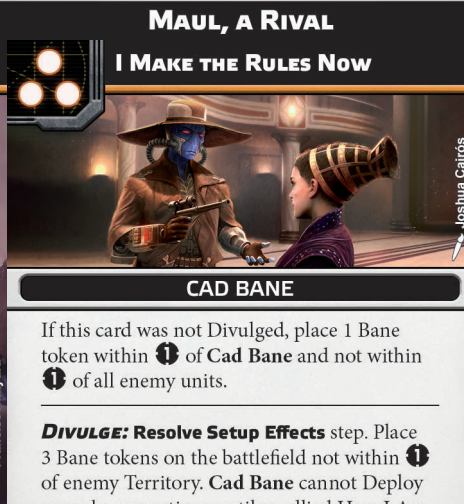 Maul, a Rival
I Make the Rules Now
Joshua Cairós
CAD BANE
If this card was not Divulged, place 1 Bane
token within 1 of Cad Bane and not within
1 of all enemy units.
Divulge: Resolve Setup Effects step. Place
3 Bane tokens on the battlefield not within 1
of enemy Territory. Cad Bane cannot Deploy